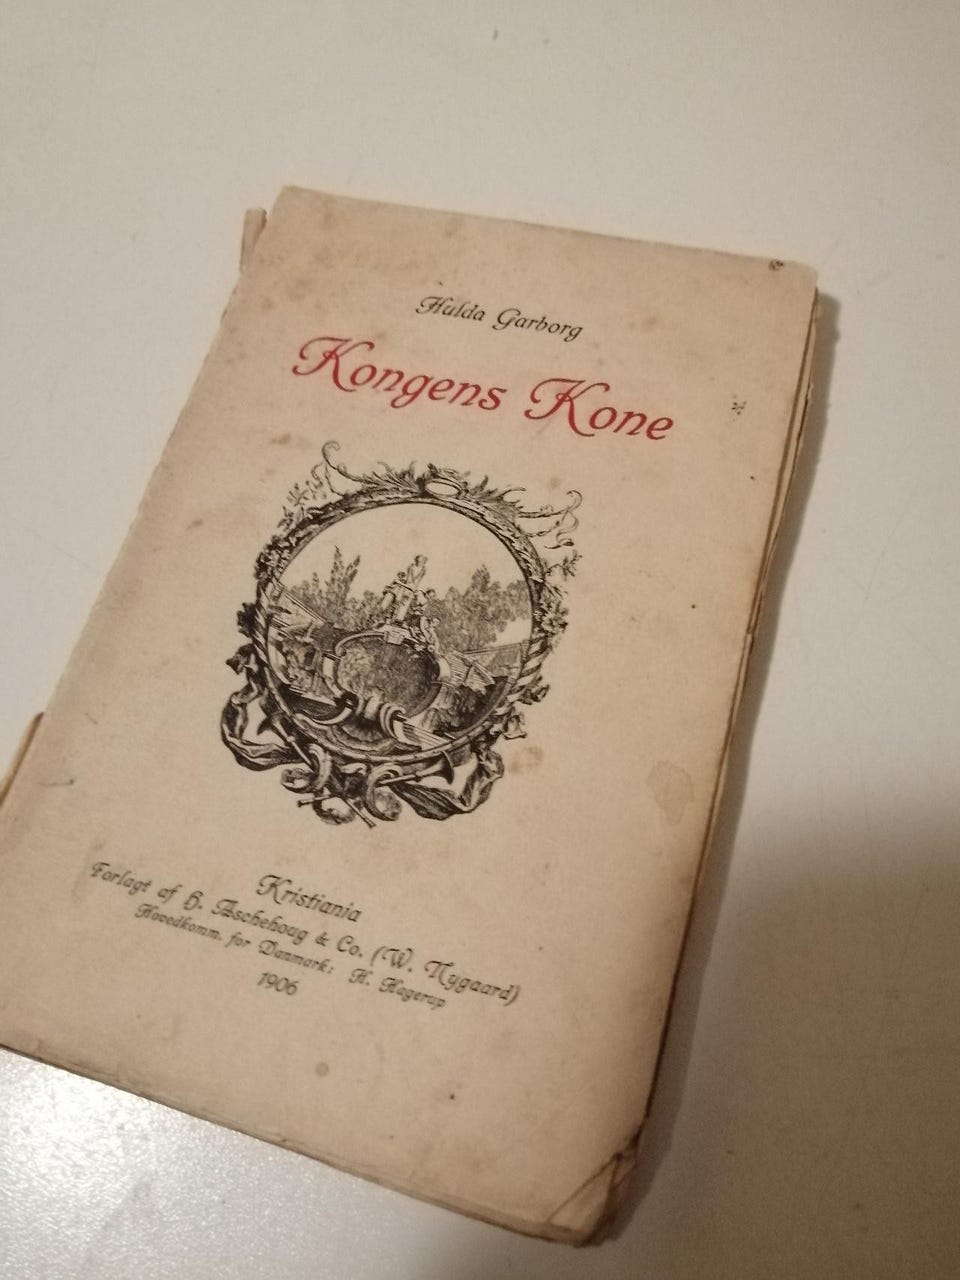 Hulda Garborg
Kongens Kone
Kristiania
Forlagt af H. Aschehoug & Co. (W. Nygaard)
Hovedkomm. for Danmark: H. Hagerup
1906